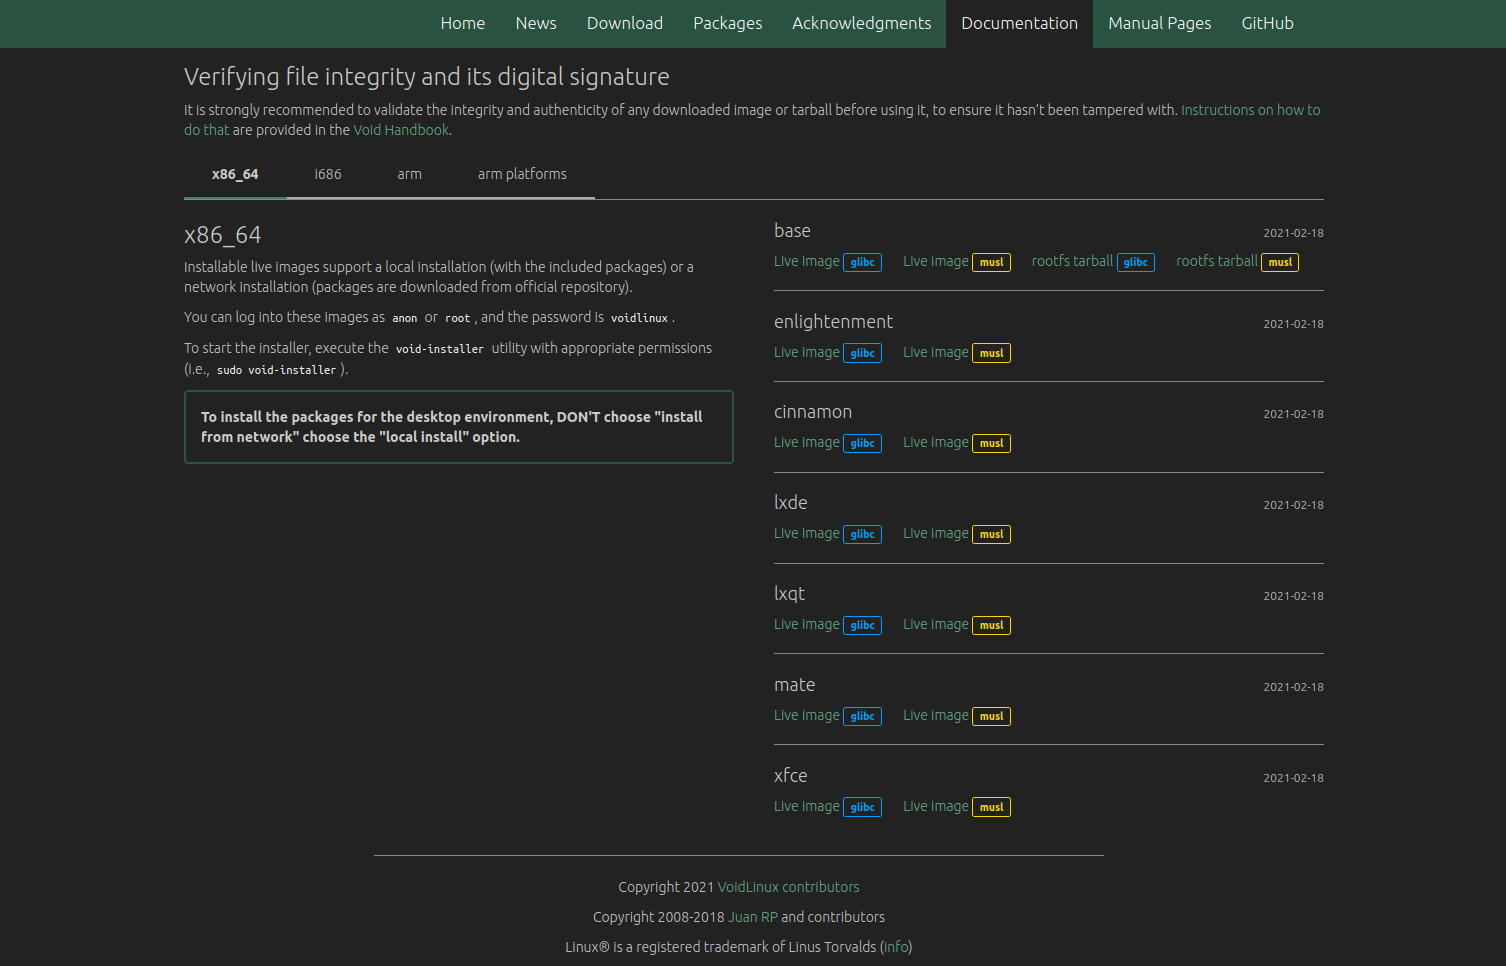 Home News Download Packages Acknowledgments Documentation Manual Pages GitHub
Verifying file integrity and its digital signature
It is strongly recommended to validate the integrity and authenticity of any downloaded image or tarball before using it, to ensure it hasn't been tampered with. Instructions on how to
do that are provided in the Void Handbook.
x86_64 i686 arm arm platforms
x86_64
Installable live images support a local installation (with the included packages) or a
network installation (packages are downloaded from official repository).
You can log into these images as anon or root , and the password is voidlinux .
To start the installer, execute the void-installer utility with appropriate permissions
(i.e., sudo void-installer ).
To install the packages for the desktop environment, DON'T choose "install
from network" choose the "local install" option.
base 2021-02-18
Live image glibc Live image musl rootfs tarball glibc rootfs tarball musl
enlightenment 2021-02-18
Live image glibc Live image musl
cinnamon 2021-02-18
Live image glibc Live image musl
lxde 2021-02-18
Live image glibc Live image musl
lxqt 2021-02-18
Live image glibc Live image musl
mate 2021-02-18
Live image glibc Live image musl
xfce 2021-02-18
Live image glibc Live image musl
Copyright 2021 VoidLinux contributors
Copyright 2008-2018 Juan RP and contributors
Linux® is a registered trademark of Linus Torvalds (info)